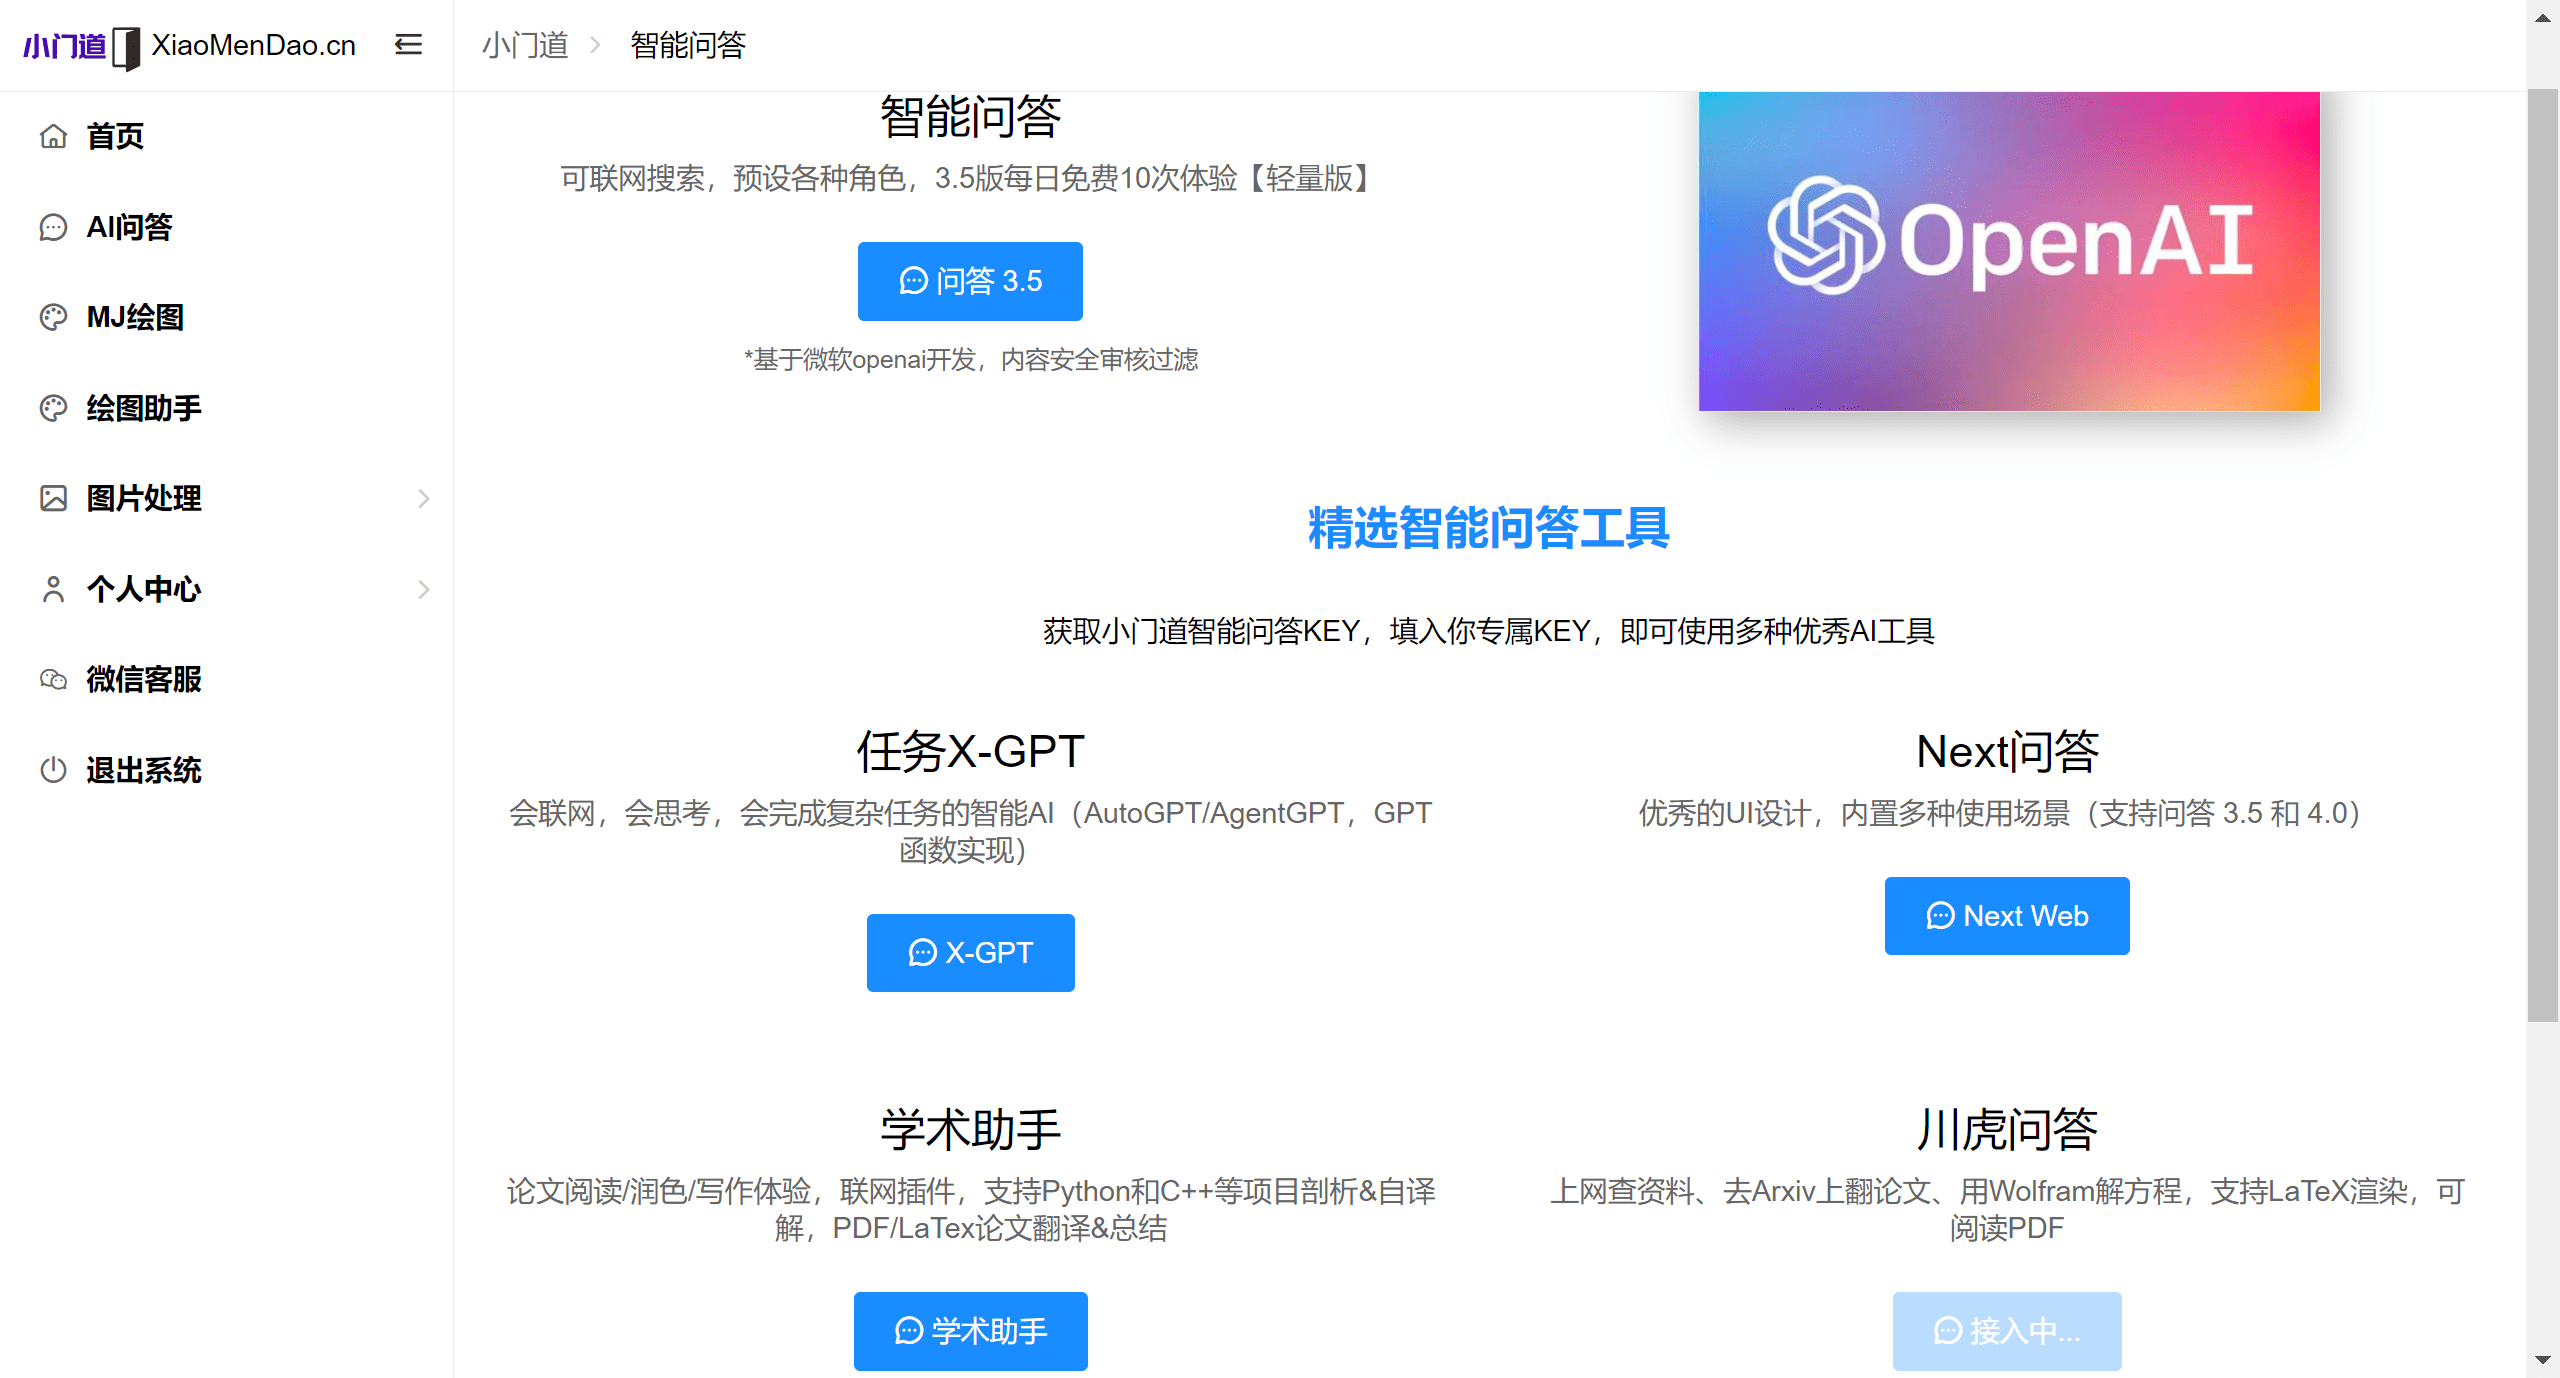 小门道 XiaoMenDao.cn
小门道 智能问答
首页
AI问答
MJ绘图
绘图助手
图片处理
个人中心
微信客服
退出系统
智能问答
可联网搜索，预设各种角色，3.5版每日免费10次体验【轻量版】
问答 3.5
*基于微软openai开发，内容安全审核过滤
OpenAI
精选智能问答工具
获取小门道智能问答KEY，填入你专属KEY，即可使用多种优秀AI工具
任务X-GPT
会联网，会思考，会完成复杂任务的智能AI（AutoGPT/AgentGPT，GPT
函数实现）
X-GPT
Next问答
优秀的UI设计，内置多种使用场景（支持问答 3.5 和 4.0）
Next Web
学术助手
论文阅读/润色/写作体验，联网插件，支持Python和C++等项目剖析&自译
解，PDF/LaTex论文翻译&总结
学术助手
川虎问答
上网查资料、去Arxiv上翻论文、用Wolfram解方程，支持LaTeX渲染，可
阅读PDF
接入中...